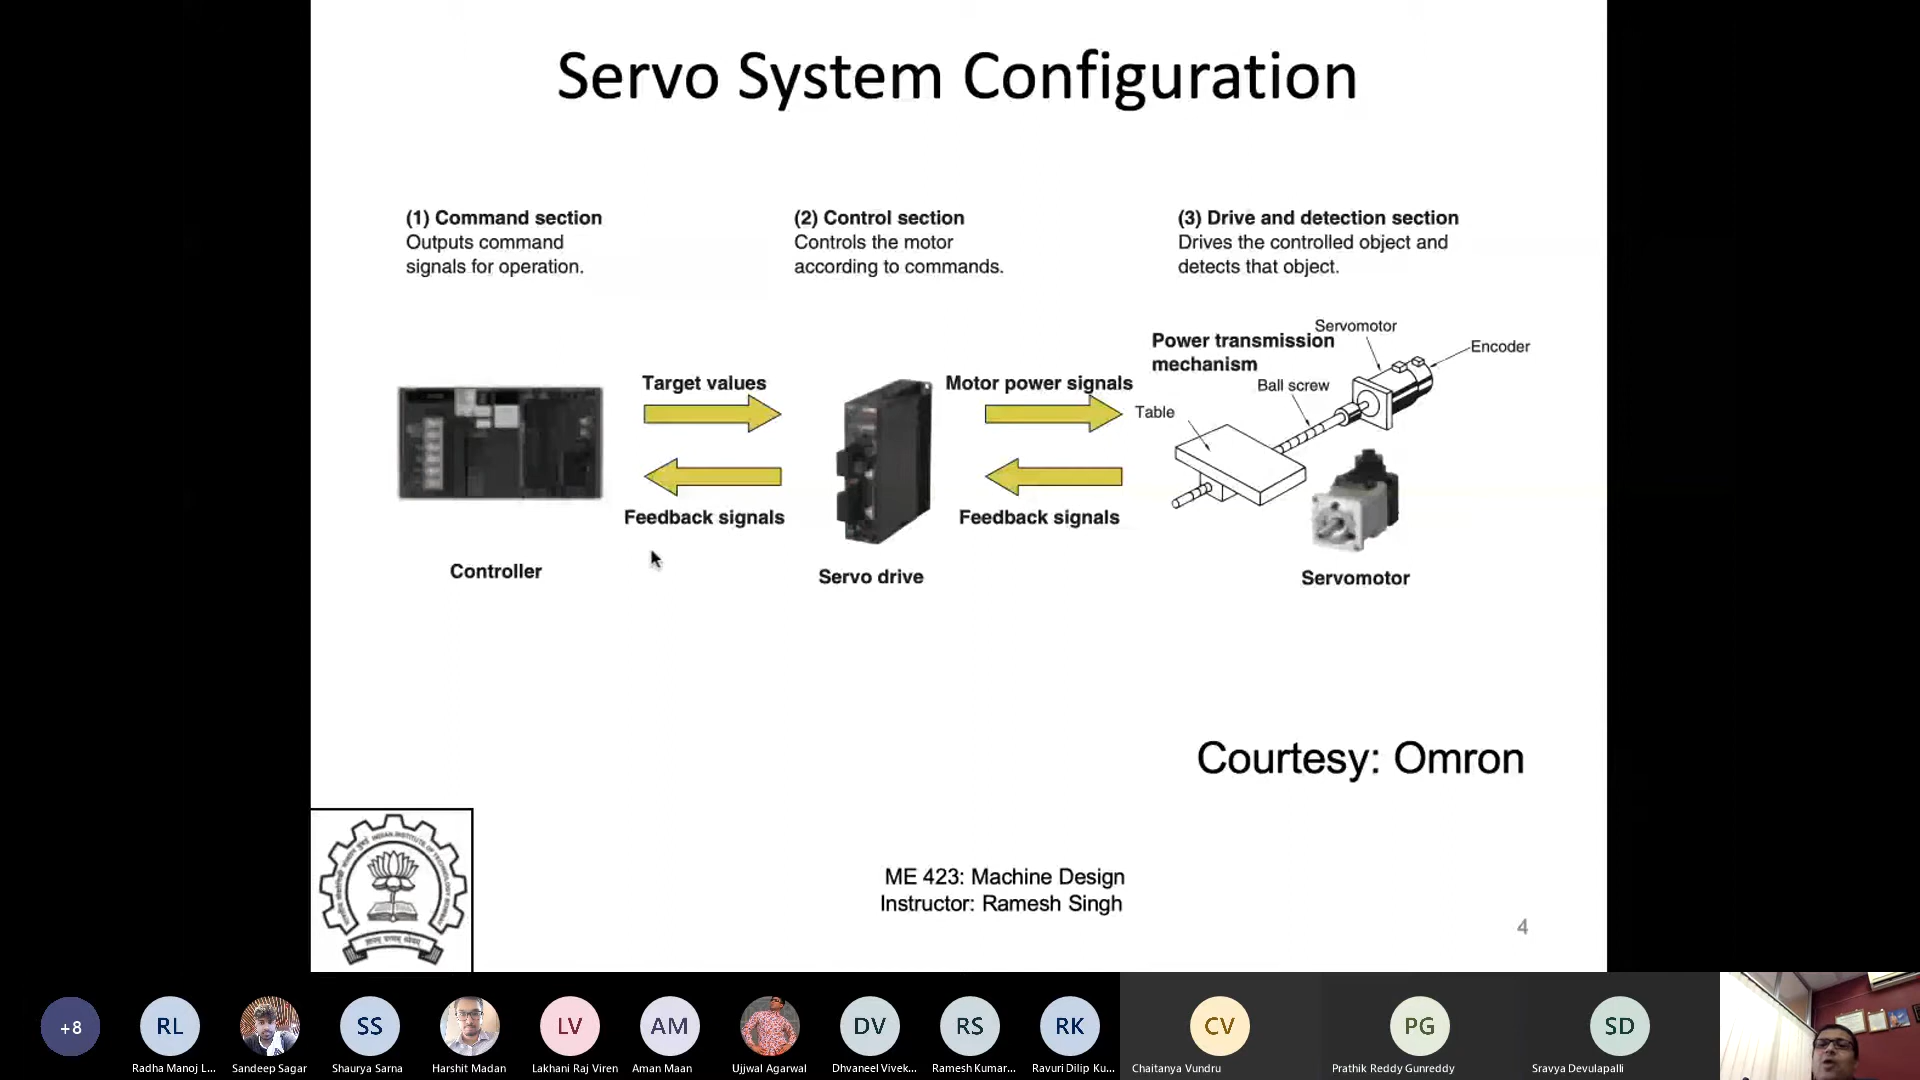 Servo System Configuration
(1) Command section
Outputs command
signals for operation.
(2) Control section
Controls the motor
according to commands.
(3) Drive and detection section
Drives the controlled object and
detects that object.
Target values
Feedback signals
Controller
Motor power signals
Feedback signals
Servo drive
Power transmission
mechanism
Servomotor
Encoder
Ball screw
Table
Servomotor
Courtesy: Omron
INDIAN INSTITUTE OF TECHNOLOGY BOMBAY
ME 423: Machine Design
Instructor: Ramesh Singh
4
+8
RL
SS
LV
AM
DV
RS
RK
CV
PG
SD
Radha Manoj L...
Sandeep Sagar
Shaurya Sarna
Harshit Madan
Lakhani Raj Viren
Aman Maan
Ujjwal Agarwal
Dhvaneel Vivek...
Ramesh Kumar...
Ravuri Dilip Ku...
Chaitanya Vundru
Prathik Reddy Gunreddy
Sravya Devulapalli